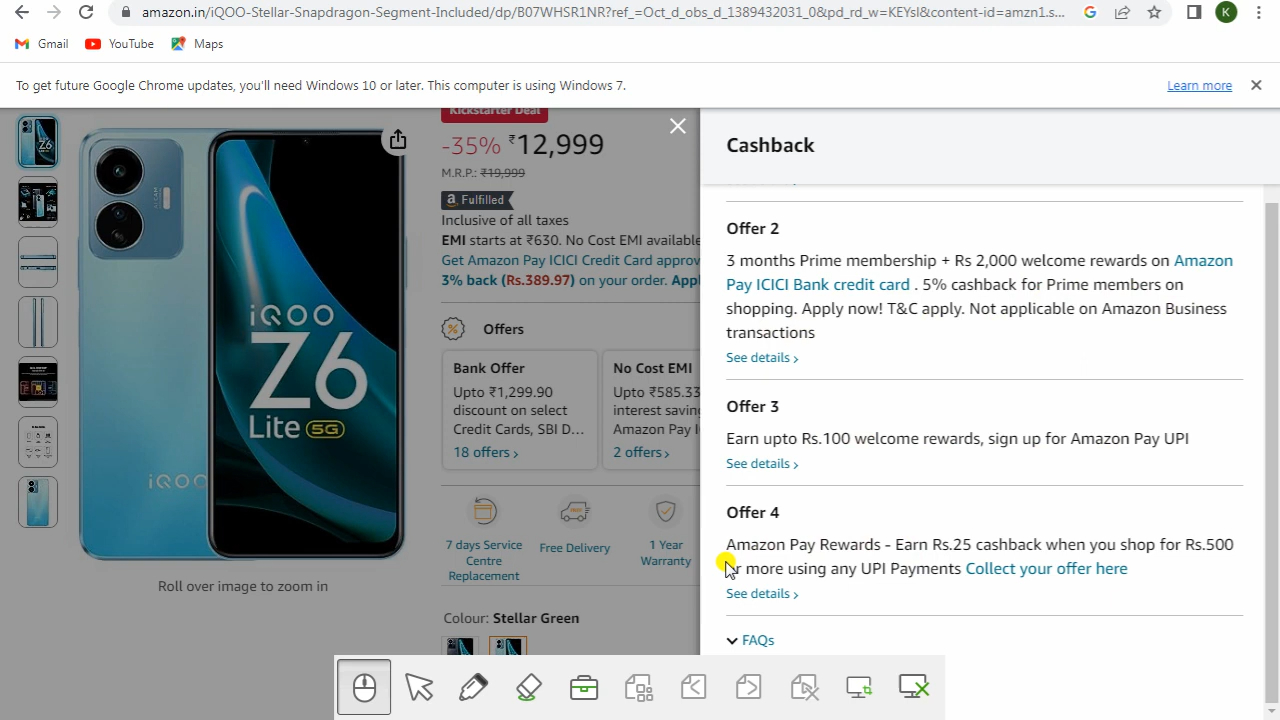 amazon.in/iQOO-Stellar-Snapdragon-Segment-Included/dp/B07WHSR1NR?ref_=Oct_d_obs_d_1389432031_0&pd_rd_w=KEYsI&content-id=amzn1.s...
K
Gmail
YouTube
Maps
To get future Google Chrome updates, you'll need Windows 10 or later. This computer is using Windows 7.
Learn more
Z6
iQOO
Z6
Lite 5G
iQOO
Roll over image to zoom in
Kickstarter Deal
-35% ₹12,999
M.R.P.: ₹19,999
a Fulfilled
Inclusive of all taxes
EMI starts at ₹630. No Cost EMI available
Get Amazon Pay ICICI Credit Card approv
3% back (Rs.389.97) on your order. Appl
Offers
Bank Offer
Upto ₹1,299.90
discount on select
Credit Cards, SBI D...
18 offers ›
No Cost EMI
Upto ₹585.33
interest savin
Amazon Pay I
2 offers ›
7 days Service
Centre
Replacement
Free Delivery
1 Year
Warranty
Colour: Stellar Green
Cashback
Offer 2
3 months Prime membership + Rs 2,000 welcome rewards on Amazon
Pay ICICI Bank credit card . 5% cashback for Prime members on
shopping. Apply now! T&C apply. Not applicable on Amazon Business
transactions
See details ›
Offer 3
Earn upto Rs.100 welcome rewards, sign up for Amazon Pay UPI
See details ›
Offer 4
Amazon Pay Rewards - Earn Rs.25 cashback when you shop for Rs.500
or more using any UPI Payments Collect your offer here
See details ›
FAQs